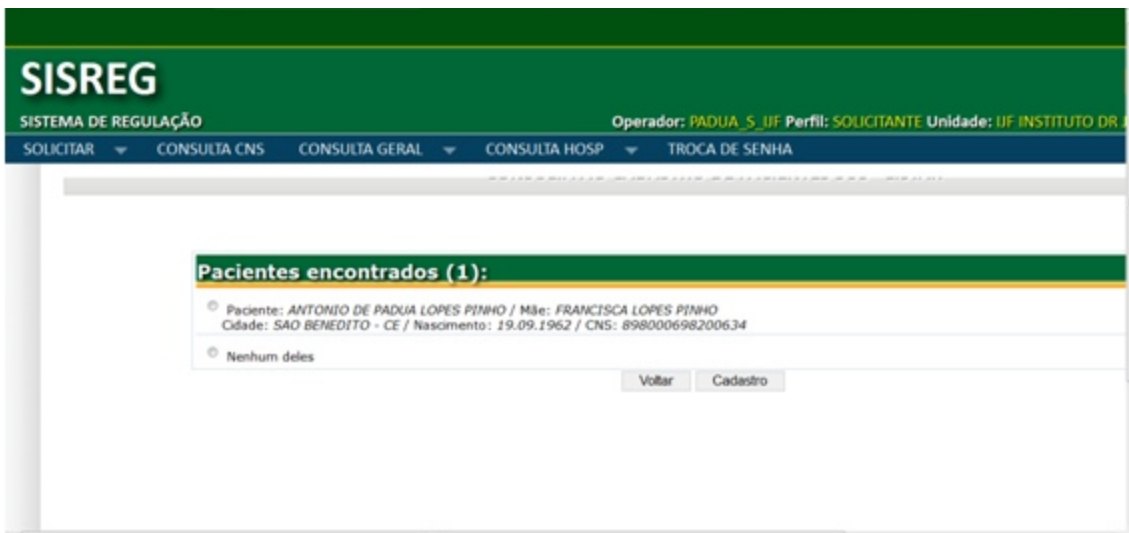 SISREG
SISTEMA DE REGULAÇÃO
Operador: PADUA_S_IJF Perfil: SOLICITANTE Unidade: IJF INSTITUTO DR
SOLICITAR CONSULTA CNS CONSULTA GERAL CONSULTA HOSP TROCA DE SENHA
Pacientes encontrados (1):
Paciente: ANTONIO DE PADUA LOPES PINHO / Mãe: FRANCISCA LOPES PINHO
Cidade: SAO BENEDITO - CE / Nascimento: 19.09.1962 / CNS: 898000698200634
Nenhum deles
Voltar Cadastro